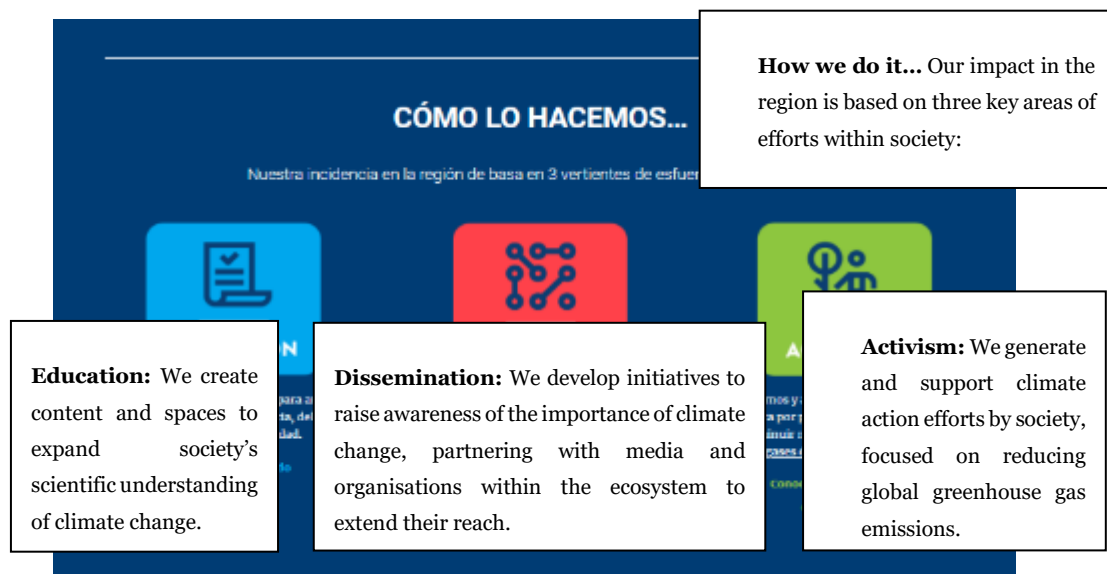 CÓMO LO HACEMOS...
How we do it... Our impact in the
region is based on three key areas of
efforts within society:
Nuestra incidencia en la región de basa en 3 vertientes de
Education: We create
content and spaces to
expand society's
scientific understanding
of climate change.
Dissemination: We develop initiatives to
raise awareness of the importance of climate
change, partnering with media and
organisations within the ecosystem to
extend their reach.
Activism: We generate
and support climate
action efforts by society,
focused on reducing
global greenhouse gas
emissions.